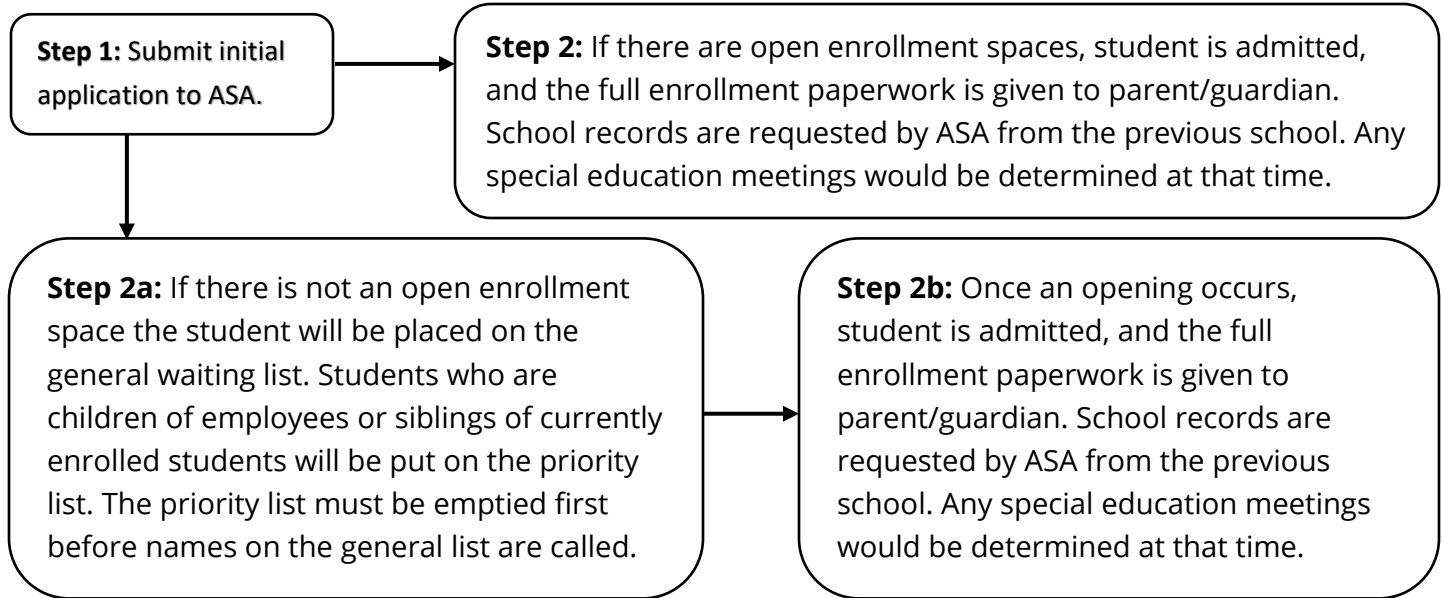 Step 1: Submit initial
application to ASA.
Step 2: If there are open enrollment spaces, student is admitted,
and the full enrollment paperwork is given to parent/guardian.
School records are requested by ASA from the previous school. Any
special education meetings would be determined at that time.
Step 2a: If there is not an open enrollment
space the student will be placed on the
general waiting list. Students who are
children of employees or siblings of currently
enrolled students will be put on the priority
list. The priority list must be emptied first
before names on the general list are called.
Step 2b: Once an opening occurs,
student is admitted, and the full
enrollment paperwork is given to
parent/guardian. School records are
requested by ASA from the previous
school. Any special education meetings
would be determined at that time.